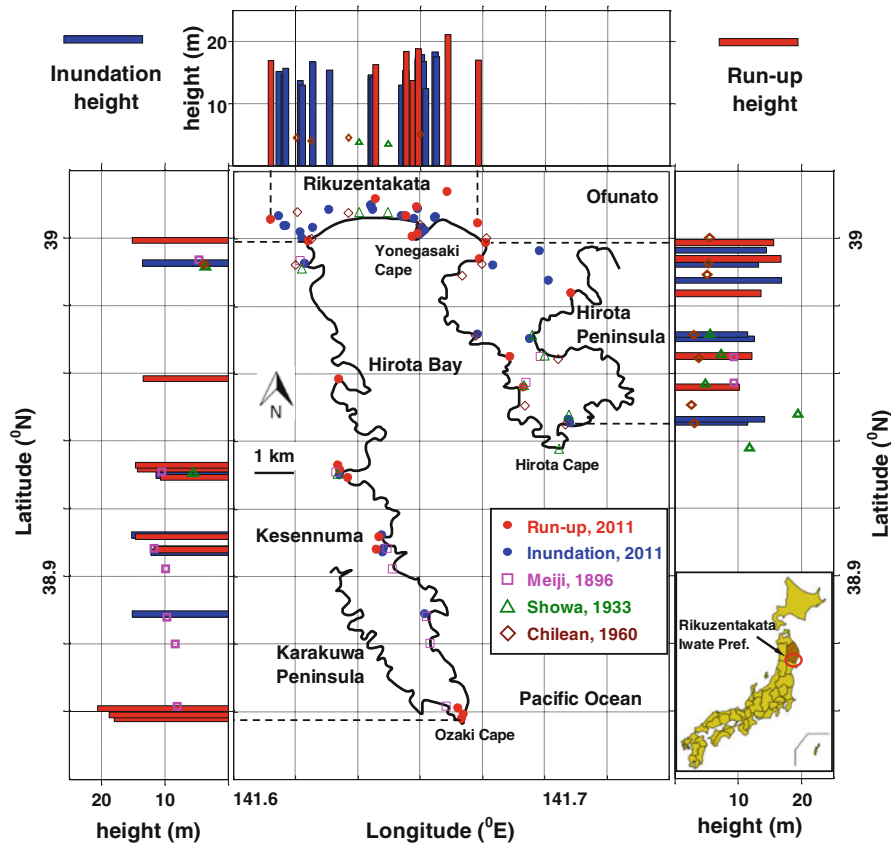 Inundation
height
height (m)
20
10
Run-up
height
Rikuzentakata
Ofunato
39
39
Yonegasaki
Cape
Hirota
Peninsula
Hirota Bay
N
1 km
Hirota Cape
Latitude (⁰N)
Latitude (⁰N)
Kesennuma
Run-up, 2011
Inundation, 2011
Meiji, 1896
Showa, 1933
Chilean, 1960
38.9
38.9
Rikuzentakata
Iwate Pref.
Karakuwa
Peninsula
Pacific Ocean
Ozaki Cape
20
10
141.6
141.7
0
10
20
height (m)
Longitude (⁰E)
height (m)